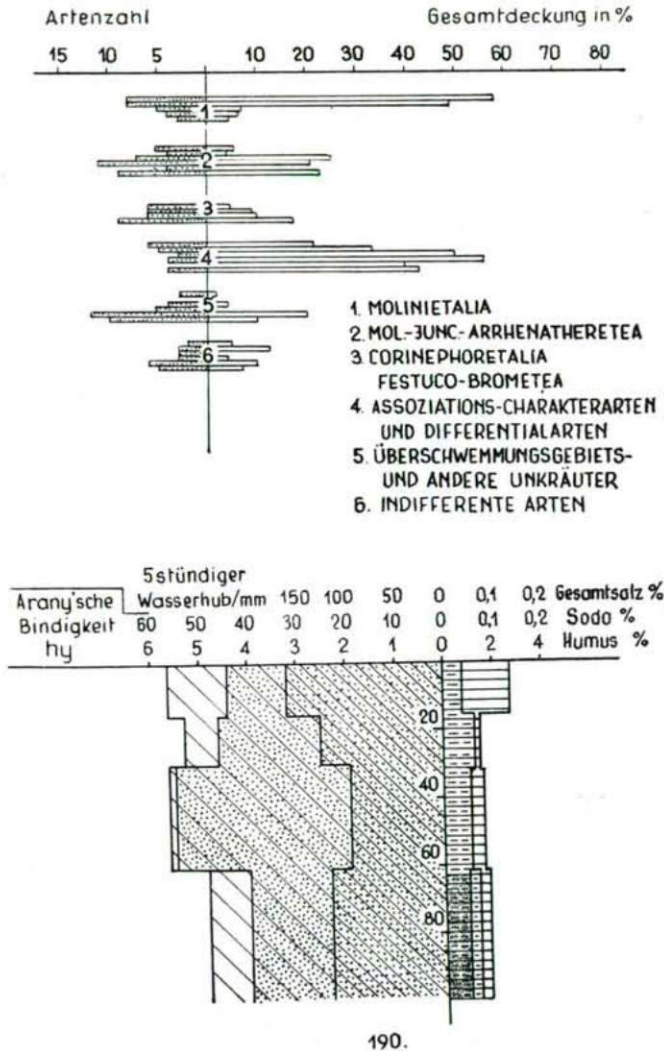 Artenzahl Gesamtdeckung in %
15 10 5 10 20 30 40 50 60 70 80
1
2
3
4
5
6
1. MOLINIETALIA
2. MOL.-JUNC.-ARRHENATHERETEA
3 CORINEPHORETALIA
FESTUCO-BROMETEA
4. ASSOZIATIONS-CHARAKTERARTEN
UND DIFFERENTIALARTEN
5. ÜBERSCHWEMMUNGSGEBIETS-
UND ANDERE UNKRÄUTER
6. INDIFFERENTE ARTEN
5stündiger
Arany'sche Wasserhub/mm 150 100 50 0 0,1 0,2 Gesamtsalz %
Bindigkeit 60 50 40 30 20 10 0 0,1 0,2 Soda %
hy 6 5 4 3 2 1 0 2 4 Humus %
20
40
60
80
190.